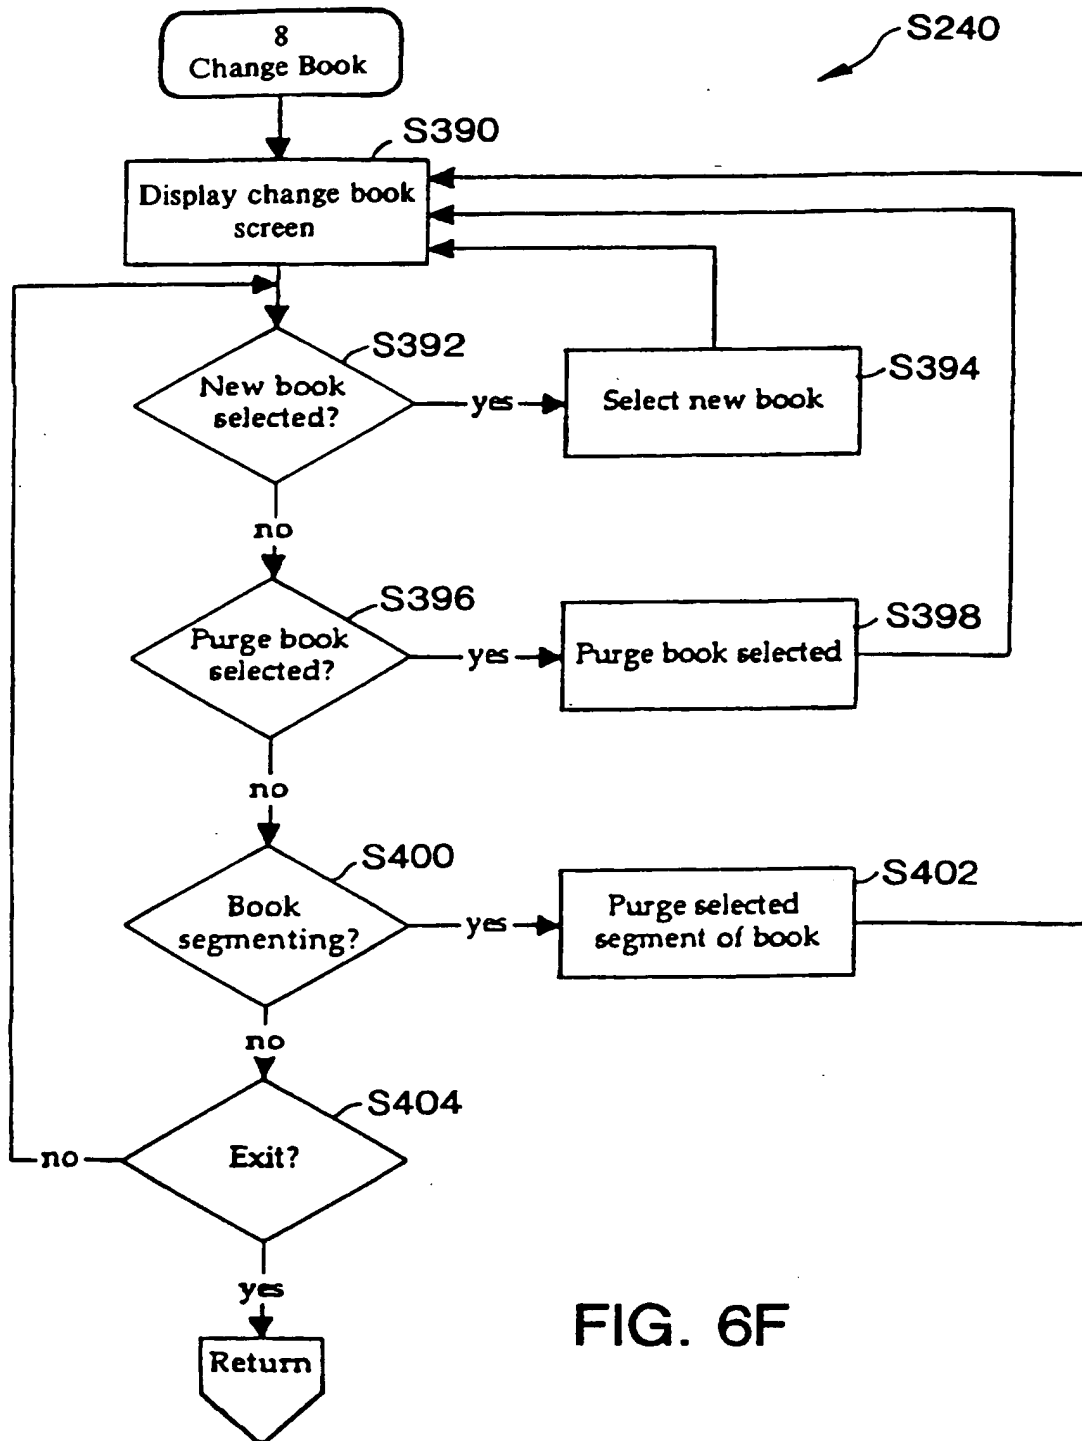 8
Change Book
S240
S390
Display change book
screen
S392
New book
selected?
yes
S394
Select new book
no
S396
Purge book
selected?
yes
S398
Purge book selected
no
S400
Book
segmenting?
yes
S402
Purge selected
segment of book
no
S404
Exit?
no
yes
Return
FIG. 6F